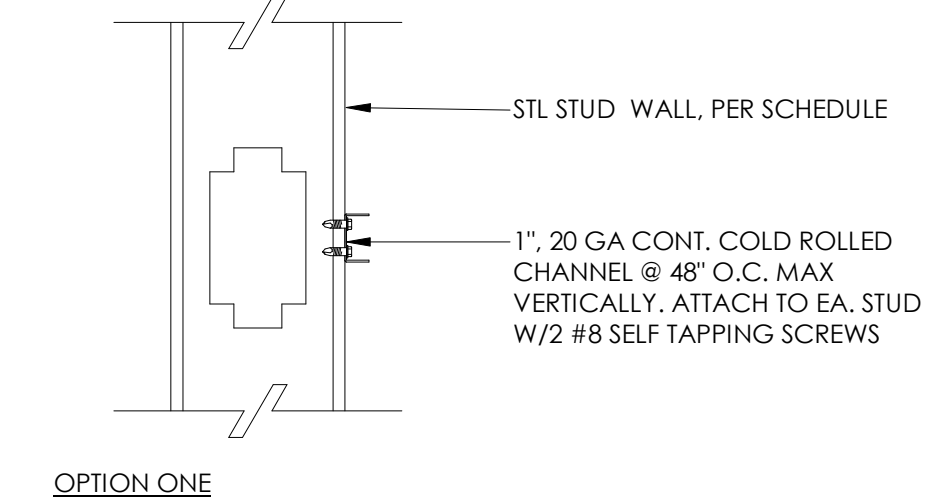 STL STUD WALL, PER SCHEDULE
1", 20 GA CONT. COLD ROLLED
CHANNEL @ 48" O.C. MAX
VERTICALLY. ATTACH TO EA. STUD
W/2 #8 SELF TAPPING SCREWS
OPTION ONE